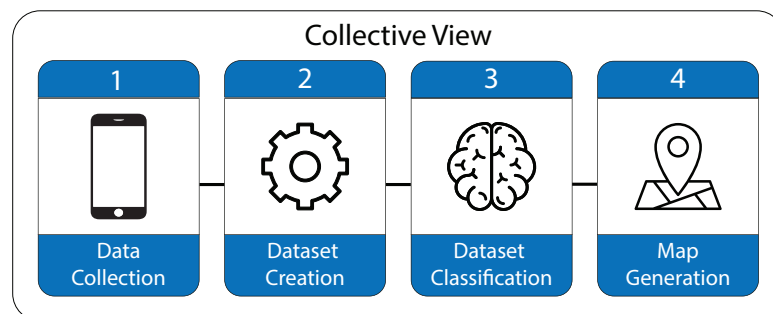 Collective View
1
2
3
4
Data
Collection
Dataset
Creation
Dataset
Classification
Map
Generation